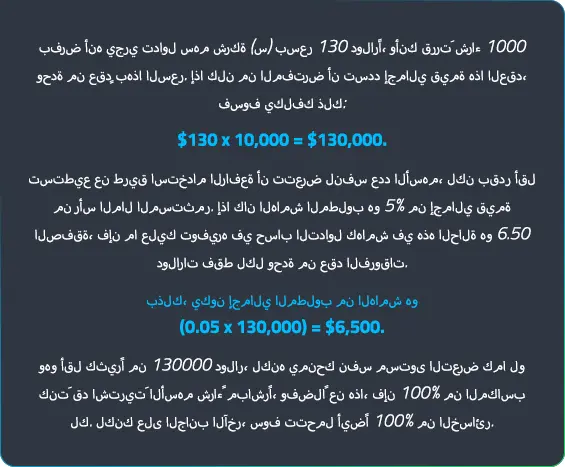 بفرض أنه يجري تداول سهم شركة (س) بسعر 130 دولارًا، وأنك قررتَ شراء 1000
وحدة من عقدٍ بهذا السعر. إذا كان من المفترض أن تسدد إجمالي قيمة هذا العقد،
فسوف يكلفك ذلك:
$130 x 10,000 = $130,000.
تستطيع عن طريق استخدام الرافعة أن تتعرض لنفس عدد الأسهم، لكن بقدر أقل
من رأس المال المستثمر. إذا كان الهامش المطلوب هو 5% من إجمالي قيمة
الصفقة، فإن ما عليك توفيره في حساب التداول كهامش في هذه الحالة هو 6.50
دولارات فقط لكل وحدة من عقد الفروقات.
بذلك، يكون إجمالي المطلوب من الهامش هو
(0.05 x 130,000) = $6,500.
وهو أقل كثيرًا من 130000 دولار، لكنه يمنحك نفس مستوى التعرض كما لو
كنتَ قد اشتريتَ الأسهم شراءً مباشرًا، وفضلاً عن هذا، فإن 100% من المكاسب
لك. لكنك على الجانب الآخر، سوف تتحمل أيضًا 100% من الخسائر.